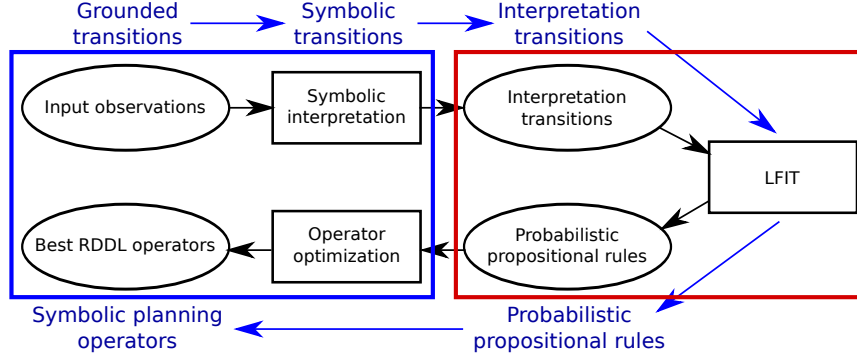 Grounded
transitions
Symbolic
transitions
Interpretation
transitions
Input observations
Symbolic
interpretation
Interpretation
transitions
LFIT
Best RDDL operators
Operator
optimization
Probabilistic
propositional rules
Symbolic planning
operators
Probabilistic
propositional rules